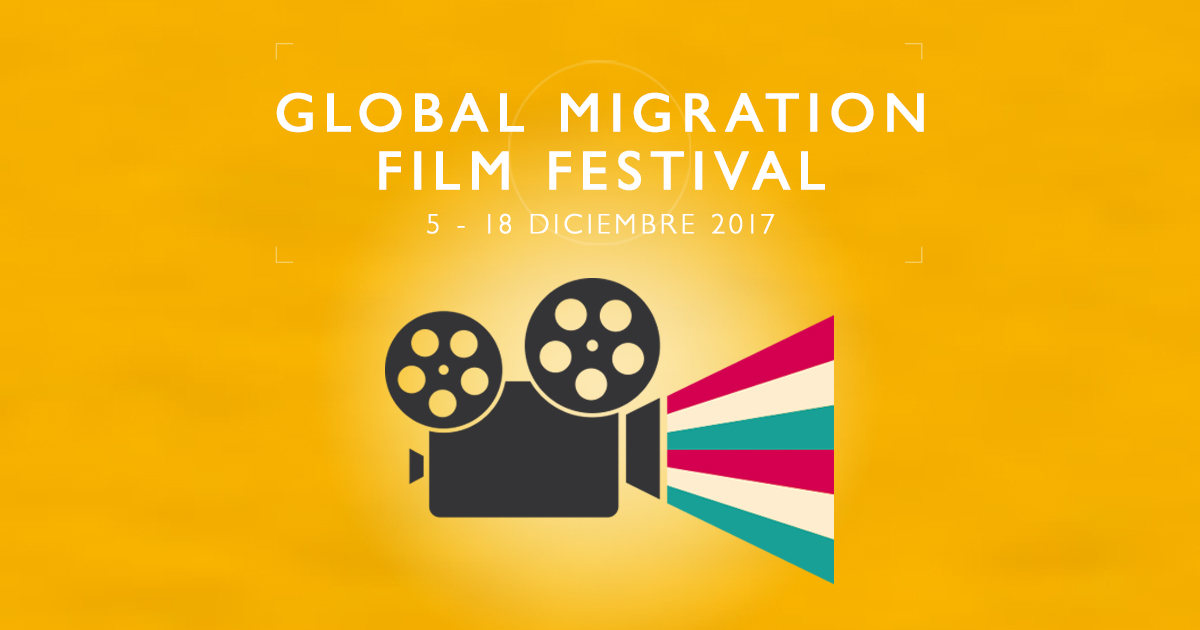 GLOBAL MIGRATION
FILM FESTIVAL
5 - 18 DICIEMBRE 2017